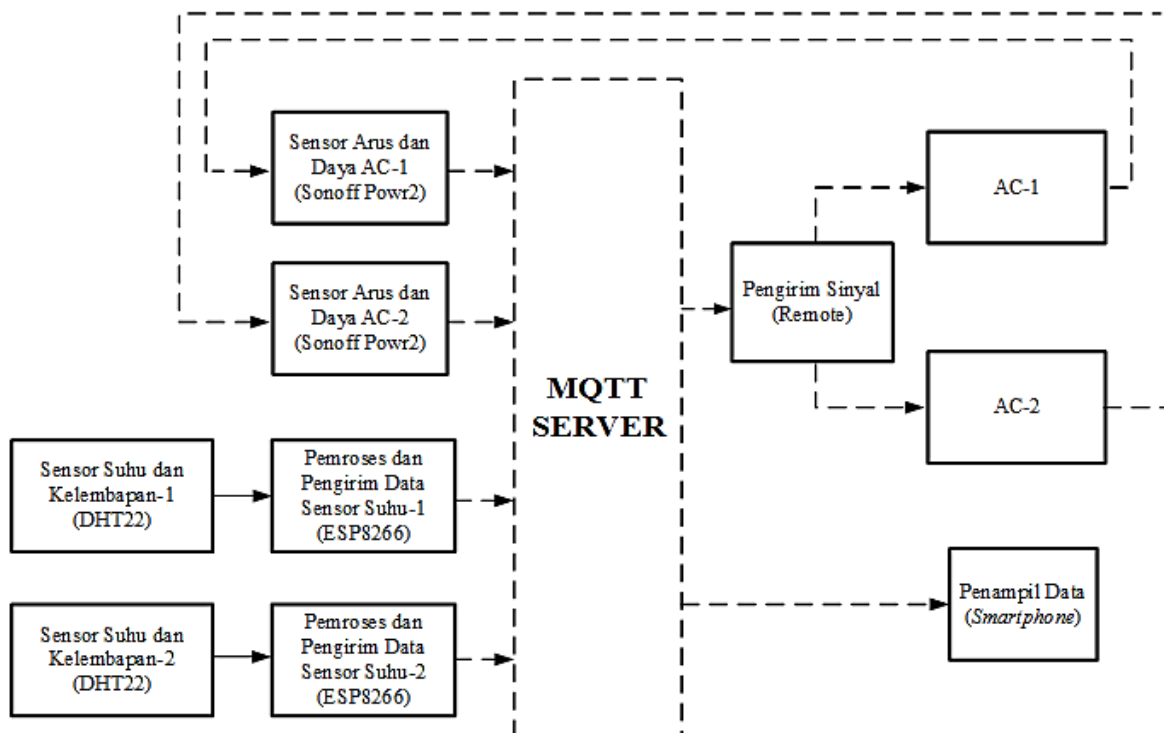 Sensor Arus dan
Daya AC-1
(Sonoff Powr2)
Sensor Arus dan
Daya AC-2
(Sonoff Powr2)
Sensor Suhu dan
Kelembapan-1
(DHT22)
Pemroses dan
Pengirim Data
Sensor Suhu-1
(ESP8266)
Sensor Suhu dan
Kelembapan-2
(DHT22)
Pemroses dan
Pengirim Data
Sensor Suhu-2
(ESP8266)
MQTT
SERVER
Pengirim Sinyal
(Remote)
AC-1
AC-2
Penampil Data
(Smartphone)